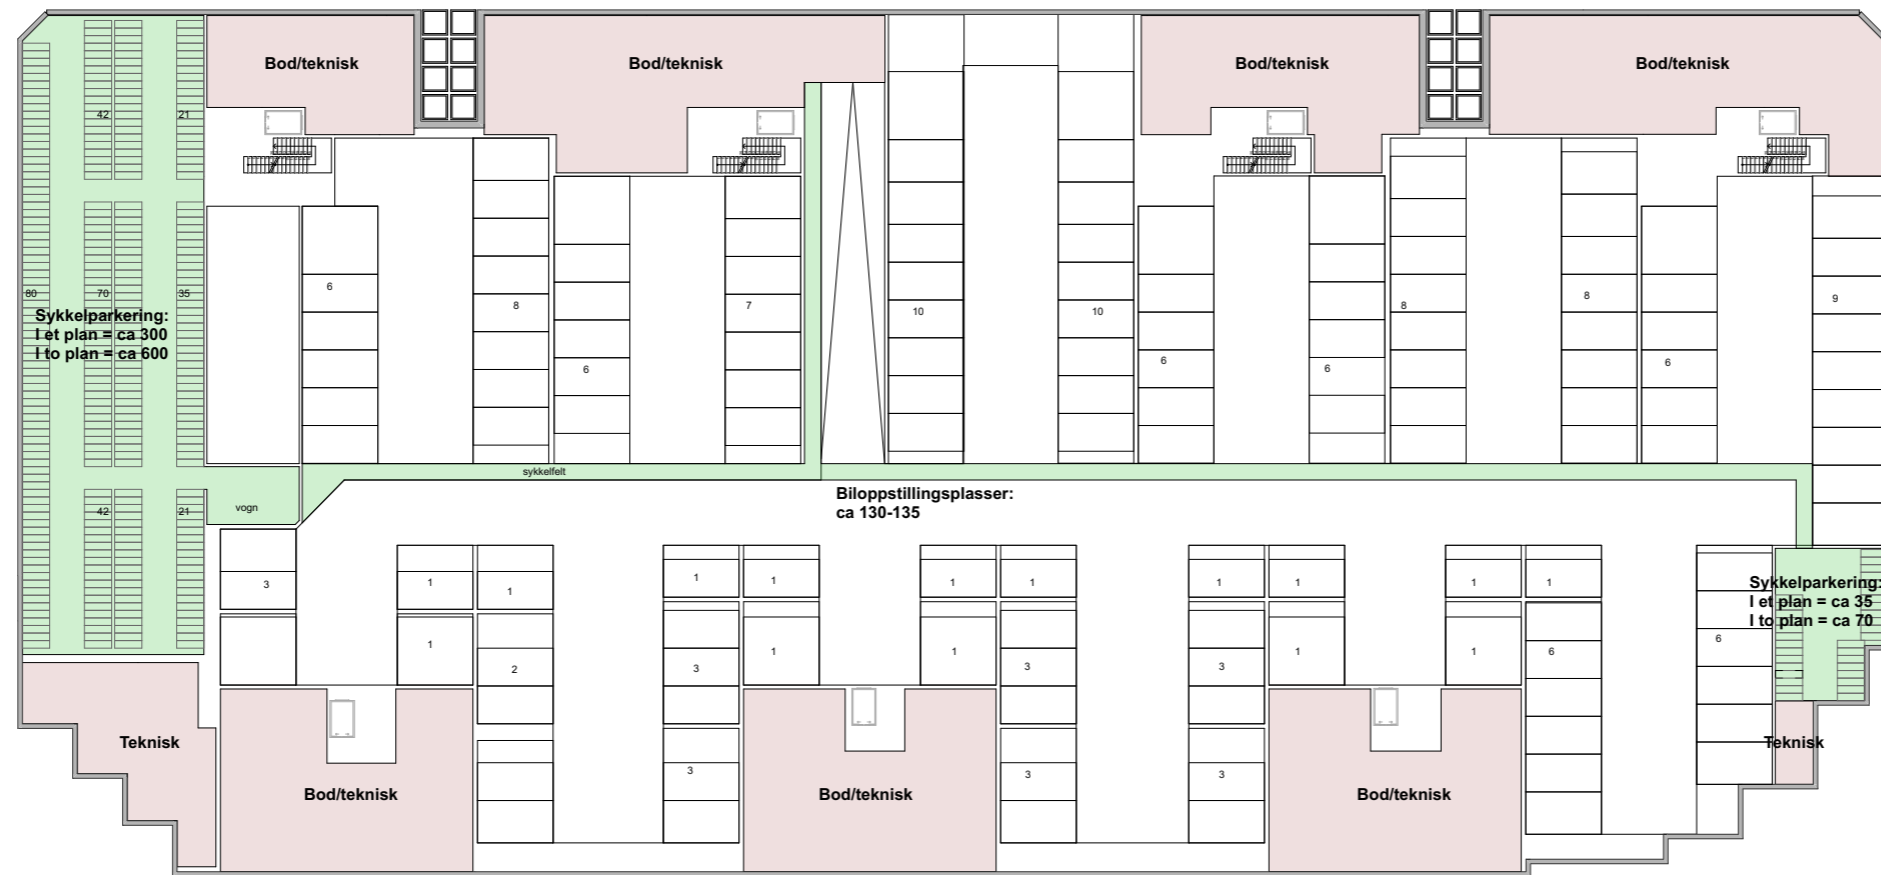 Bod/teknisk
Bod/teknisk
Bod/teknisk
Bod/teknisk
42
21
80
70
35
Sykkelparkering:
I et plan = ca 300
I to plan = ca 600
42
21
vogn
6
8
6
7
10
10
6
6
8
8
6
9
sykkelfelt
Biloppstillingsplasser:
ca 130-135
3
1
1
1
1
1
1
1
1
1
1
Sykkelparkering:
I et plan = ca 35
I to plan = ca 70
1
2
3
1
1
3
3
1
1
6
6
3
3
3
Teknisk
Teknisk
Bod/teknisk
Bod/teknisk
Bod/teknisk